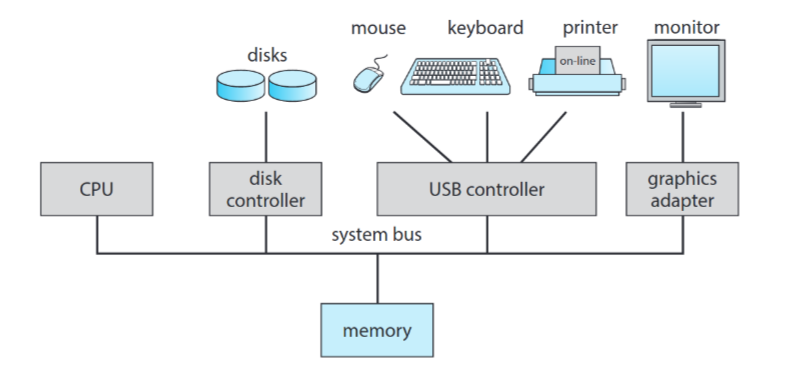 mouse
keyboard
printer
monitor
disks
on-line
CPU
disk
controller
USB controller
graphics
adapter
system bus
memory